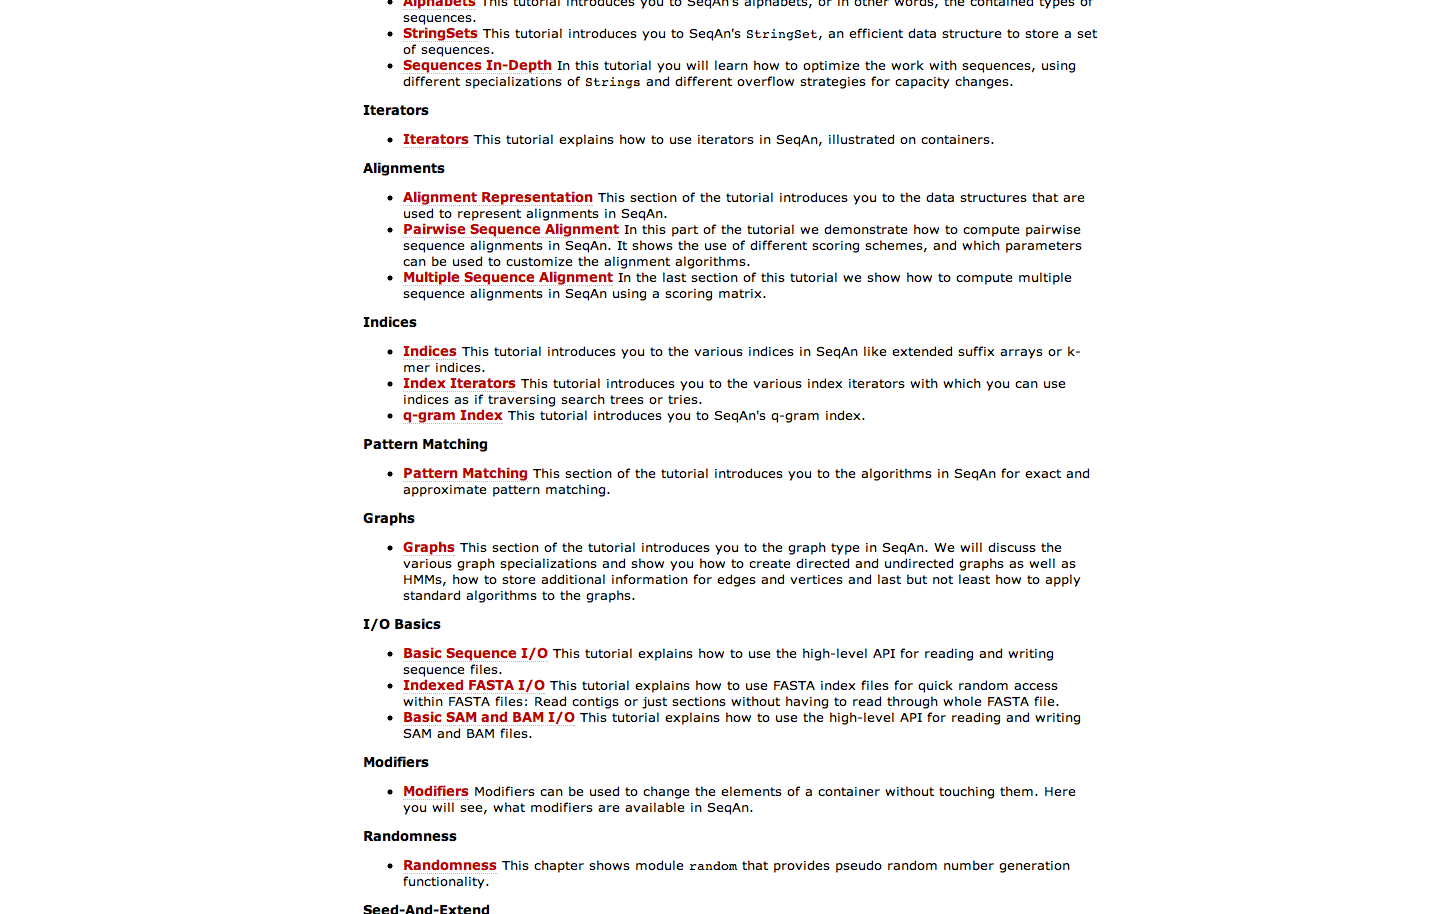 Alphabets This tutorial introduces you to SeqAn's alphabets, or in other words, the contained types of
sequences.
StringSets This tutorial introduces you to SeqAn's StringSet, an efficient data structure to store a set
of sequences.
Sequences In-Depth In this tutorial you will learn how to optimize the work with sequences, using
different specializations of Strings and different overflow strategies for capacity changes.
Iterators
Iterators This tutorial explains how to use iterators in SeqAn, illustrated on containers.
Alignments
Alignment Representation This section of the tutorial introduces you to the data structures that are
used to represent alignments in SeqAn.
Pairwise Sequence Alignment In this part of the tutorial we demonstrate how to compute pairwise
sequence alignments in SeqAn. It shows the use of different scoring schemes, and which parameters
can be used to customize the alignment algorithms.
Multiple Sequence Alignment In the last section of this tutorial we show how to compute multiple
sequence alignments in SeqAn using a scoring matrix.
Indices
Indices This tutorial introduces you to the various indices in SeqAn like extended suffix arrays or k-
mer indices.
Index Iterators This tutorial introduces you to the various index iterators with which you can use
indices as if traversing search trees or tries.
q-gram Index This tutorial introduces you to SeqAn's q-gram index.
Pattern Matching
Pattern Matching This section of the tutorial introduces you to the algorithms in SeqAn for exact and
approximate pattern matching.
Graphs
Graphs This section of the tutorial introduces you to the graph type in SeqAn. We will discuss the
various graph specializations and show you how to create directed and undirected graphs as well as
HMMs, how to store additional information for edges and vertices and last but not least how to apply
standard algorithms to the graphs.
I/O Basics
Basic Sequence I/O This tutorial explains how to use the high-level API for reading and writing
sequence files.
Indexed FASTA I/O This tutorial explains how to use FASTA index files for quick random access
within FASTA files: Read contigs or just sections without having to read through whole FASTA file.
Basic SAM and BAM I/O This tutorial explains how to use the high-level API for reading and writing
SAM and BAM files.
Modifiers
Modifiers Modifiers can be used to change the elements of a container without touching them. Here
you will see, what modifiers are available in SeqAn.
Randomness
Randomness This chapter shows module random that provides pseudo random number generation
functionality.
Seed-And-Extend